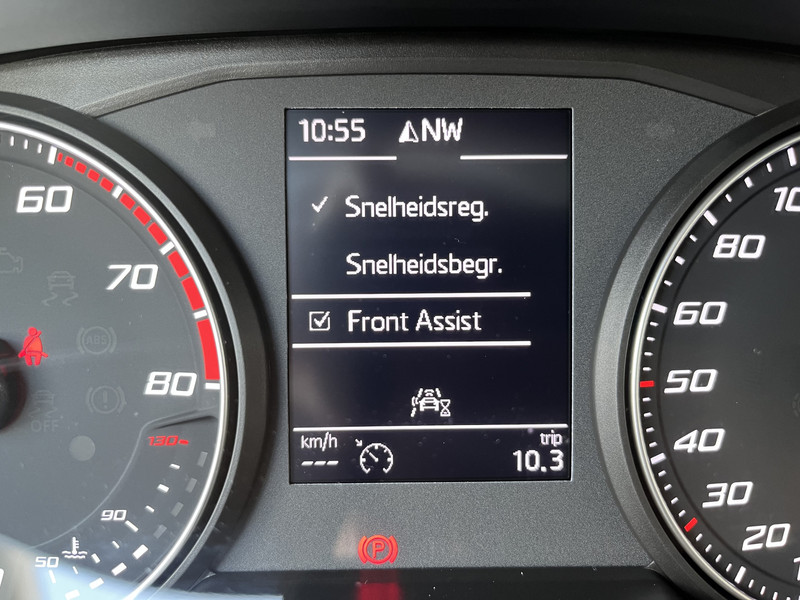 10:55 NW
Snelheidsreg.
Snelheidsbegr.
Front Assist
km/h
---
trip
10.3
60
70
80
130
90
50
ABS
OFF
P
80
60
50
40
30
20